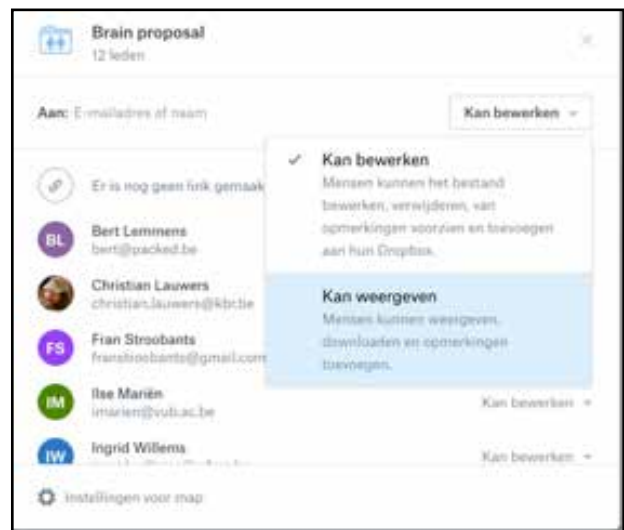 Brain proposal
12 leden
Aan: E-mailadres of naam
Kan bewerken
Kan bewerken
Mensen kunnen het bestand
bewerken, verwijderen, van
opmerkingen voorzien en toevoegen
aan hun Dropbox.
Kan weergeven
Mensen kunnen weergeven,
downloaden en opmerkingen
toevoegen.
Er is nog geen link gemaak
BL
Bert Lemmens
bert@packed.be
Christian Lauwers
christian.lauwers@kbr.be
FS
Fran Stroobants
franstroobants@gmail.com
IM
Ilse Mariën
imarien@vub.ac.be
Kan bewerken
IW
Ingrid Willems
Kan bewerken
Instellingen voor map